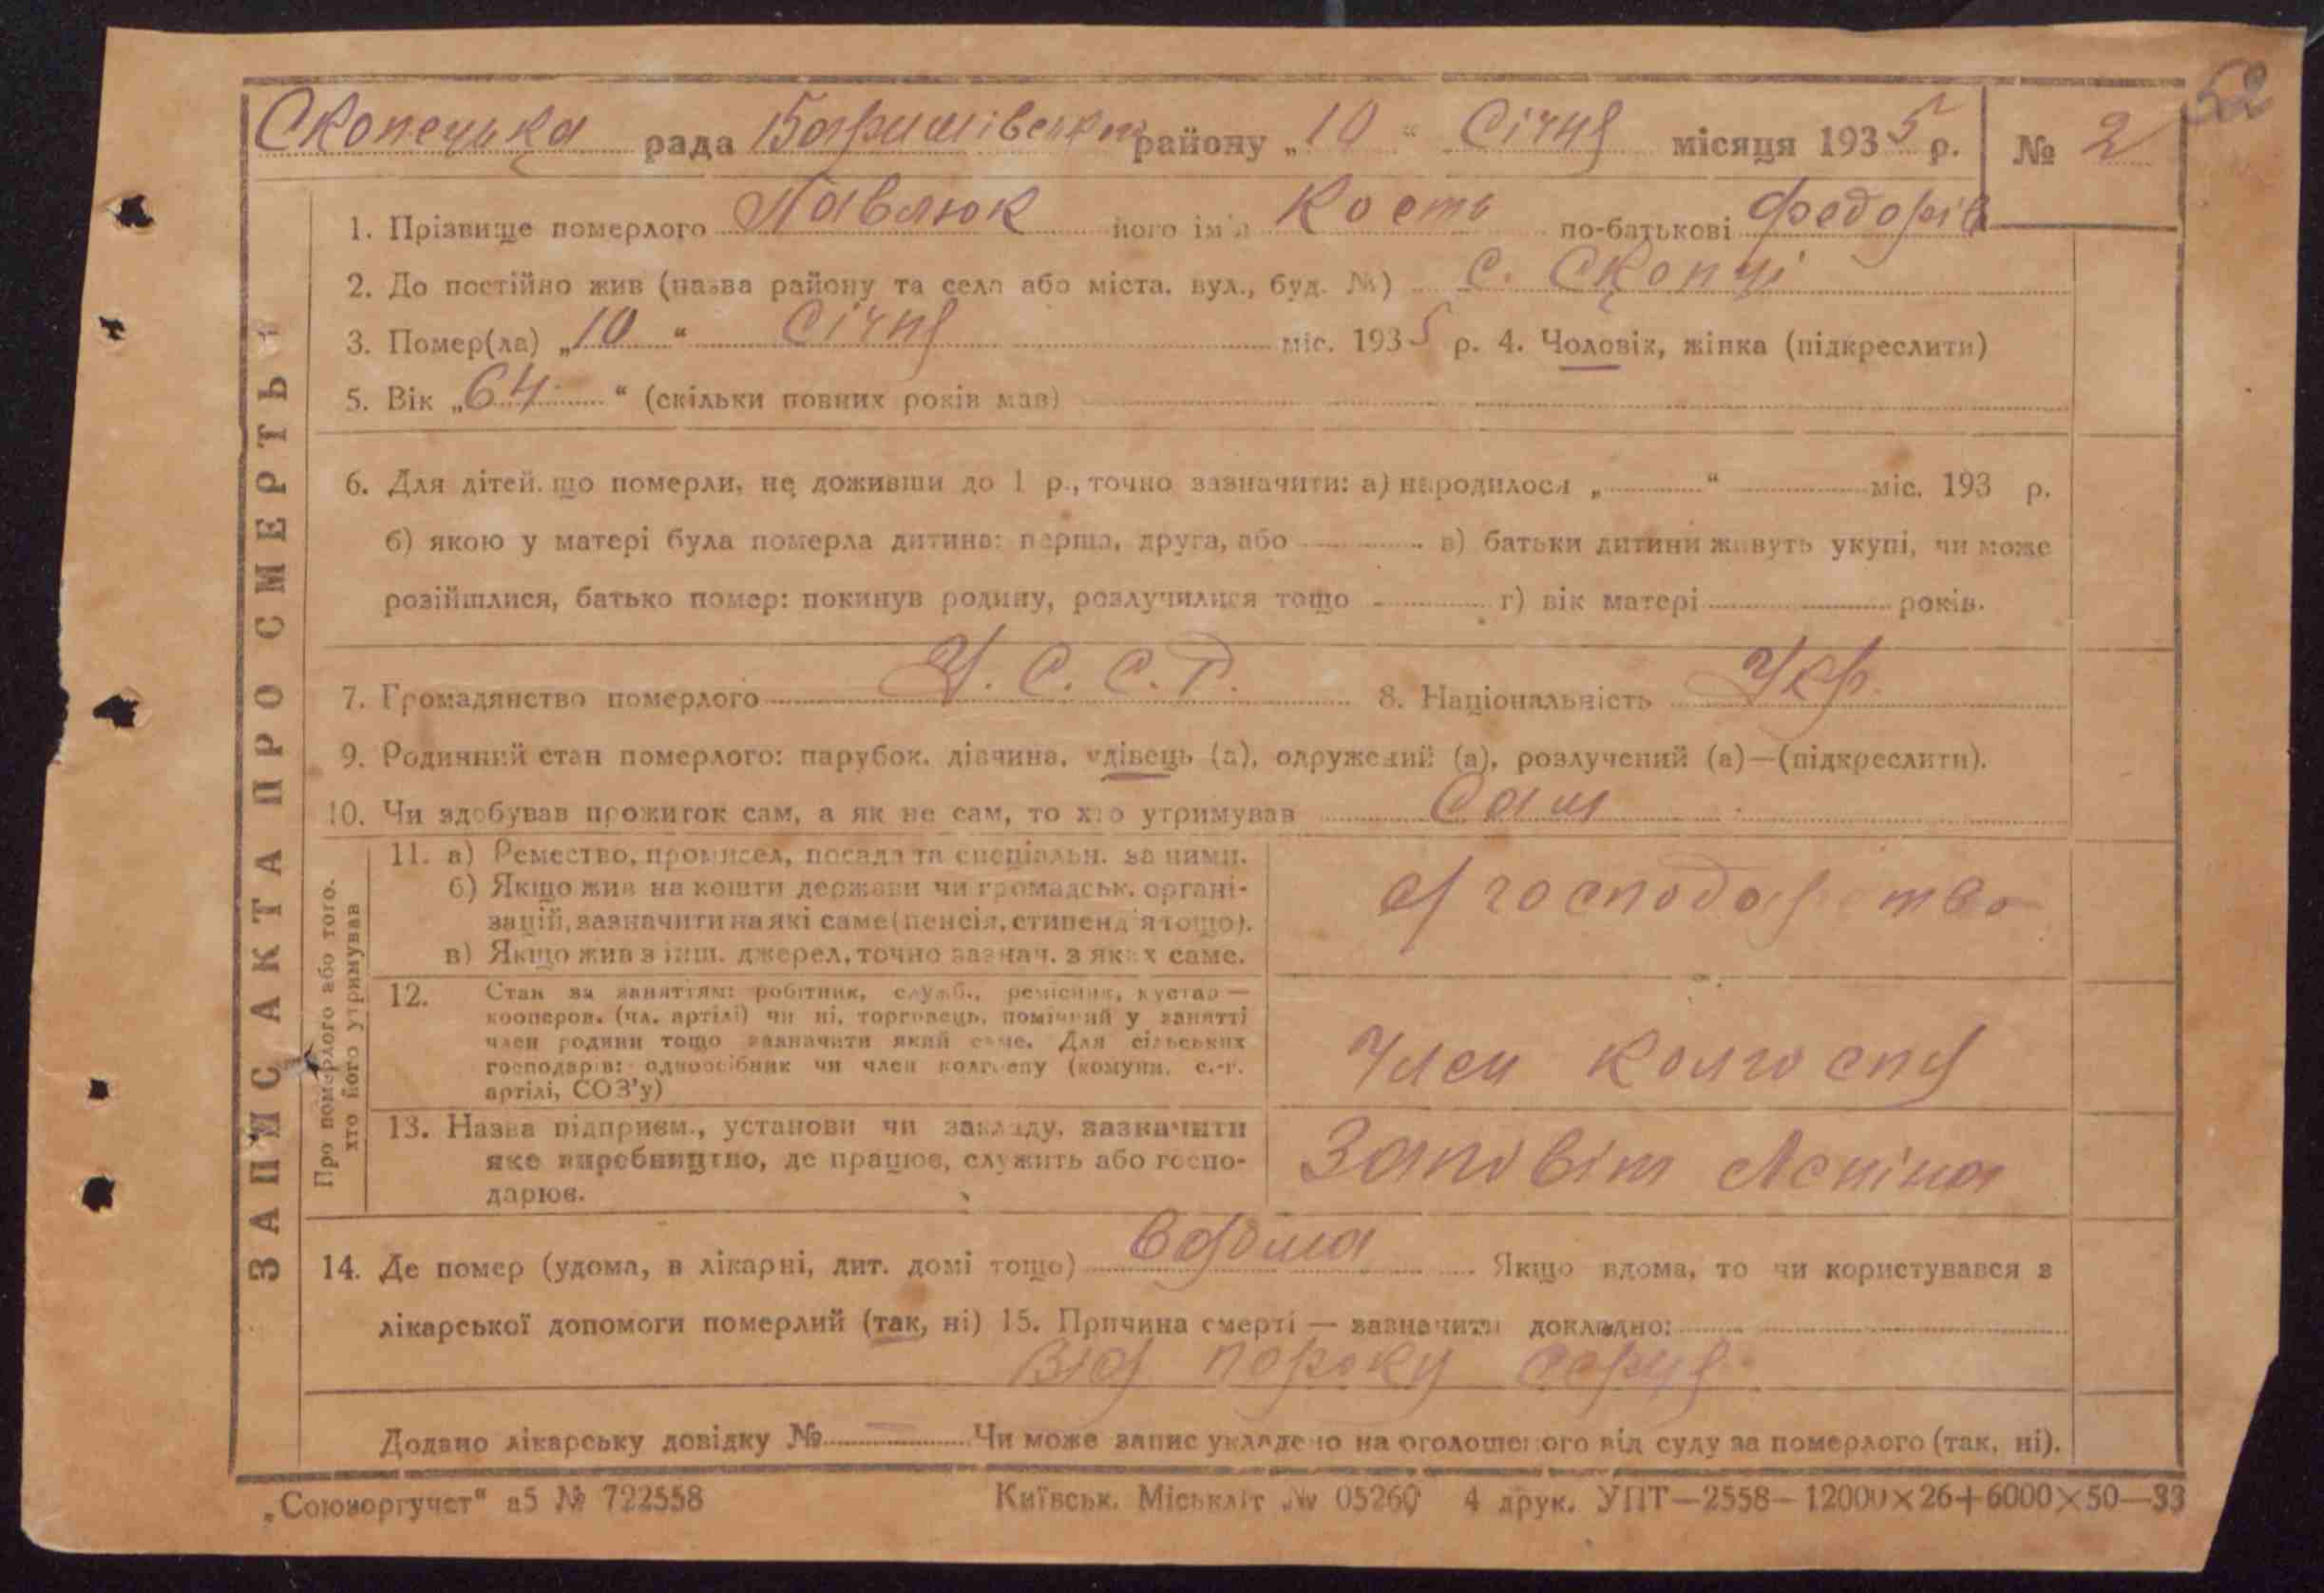 52
Скопецька рада Баришівського району „10“ Січня місяця 1935 р. № 2
ЗАПИС АКТА ПРО СМЕРТЬ
1. Прізвище померлого Павлюк його ім'я Кость по-батькові Федорів
2. До постійно жив (назва району та села або міста, вул., буд. №) с. Скопці
3. Помер(ла) „10“ Січня міс. 1935 р. 4. Чоловік, жінка (підкреслити)
5. Вік „64“ (скільки повних років мав)
6. Для дітей, що померли, не доживши до 1 р., точно зазначити: а) народилося „ “ міс. 193 р.
б) якою у матері була померла дитина: перша, друга, або в) батьки дитини живуть укупі, чи може
розійшлися, батько помер: покинув родину, розлучилися тощо г) вік матері років.
7. Громадянство померлого У.С.С.Р. 8. Національність Укр.
9. Родинний стан померлого: парубок, дівчина, удівець (а), одружений (а), розлучений (а)—(підкреслити).
10. Чи здобував прожиток сам, а як не сам, то хто утримував Сам
Про померлого або того,
хто його утримував
11. а) Ремество, промисел, посада та спеціальн. за ними.
б) Якщо жив на кошти держави чи громадськ. органі-
зацій, зазначити на які саме (пенсія, стипенд'я тощо).
в) Якщо жив з інш. джерел, точно зазнач. з яких саме.
господарство
12. Стан за заняттям: робітник, служб., ремісник, кустар —
кооперов. (чл. артілі) чи ні, торговець, помічний у занятті
член родини тощо зазначити який саме. Для сільських
господарів: одноосібник чи член колгоспу (комуни, с.-г.
артілі, СОЗ'у)
Член колгоспу
13. Назва підприєм., установи чи закладу, зазначити
яке виробництво, де працює, служить або госпо-
дарює.
Заповіт Леніна
14. Де помер (удома, в лікарні, дит. домі тощо) вдома Якщо вдома, то чи користувався з
лікарської допомоги померлий (так, ні) 15. Причина смерті — зазначити докладно:
Від пороку серця
Додано лікарську довідку № — Чи може запис укладено на оголошеного від суду за померлого (так, ні).
„Союзоргучет“ а5 № 722558 Київськ. Міськліт № 05260 4 друк. УПТ—2558—12000×26+6000×50—33